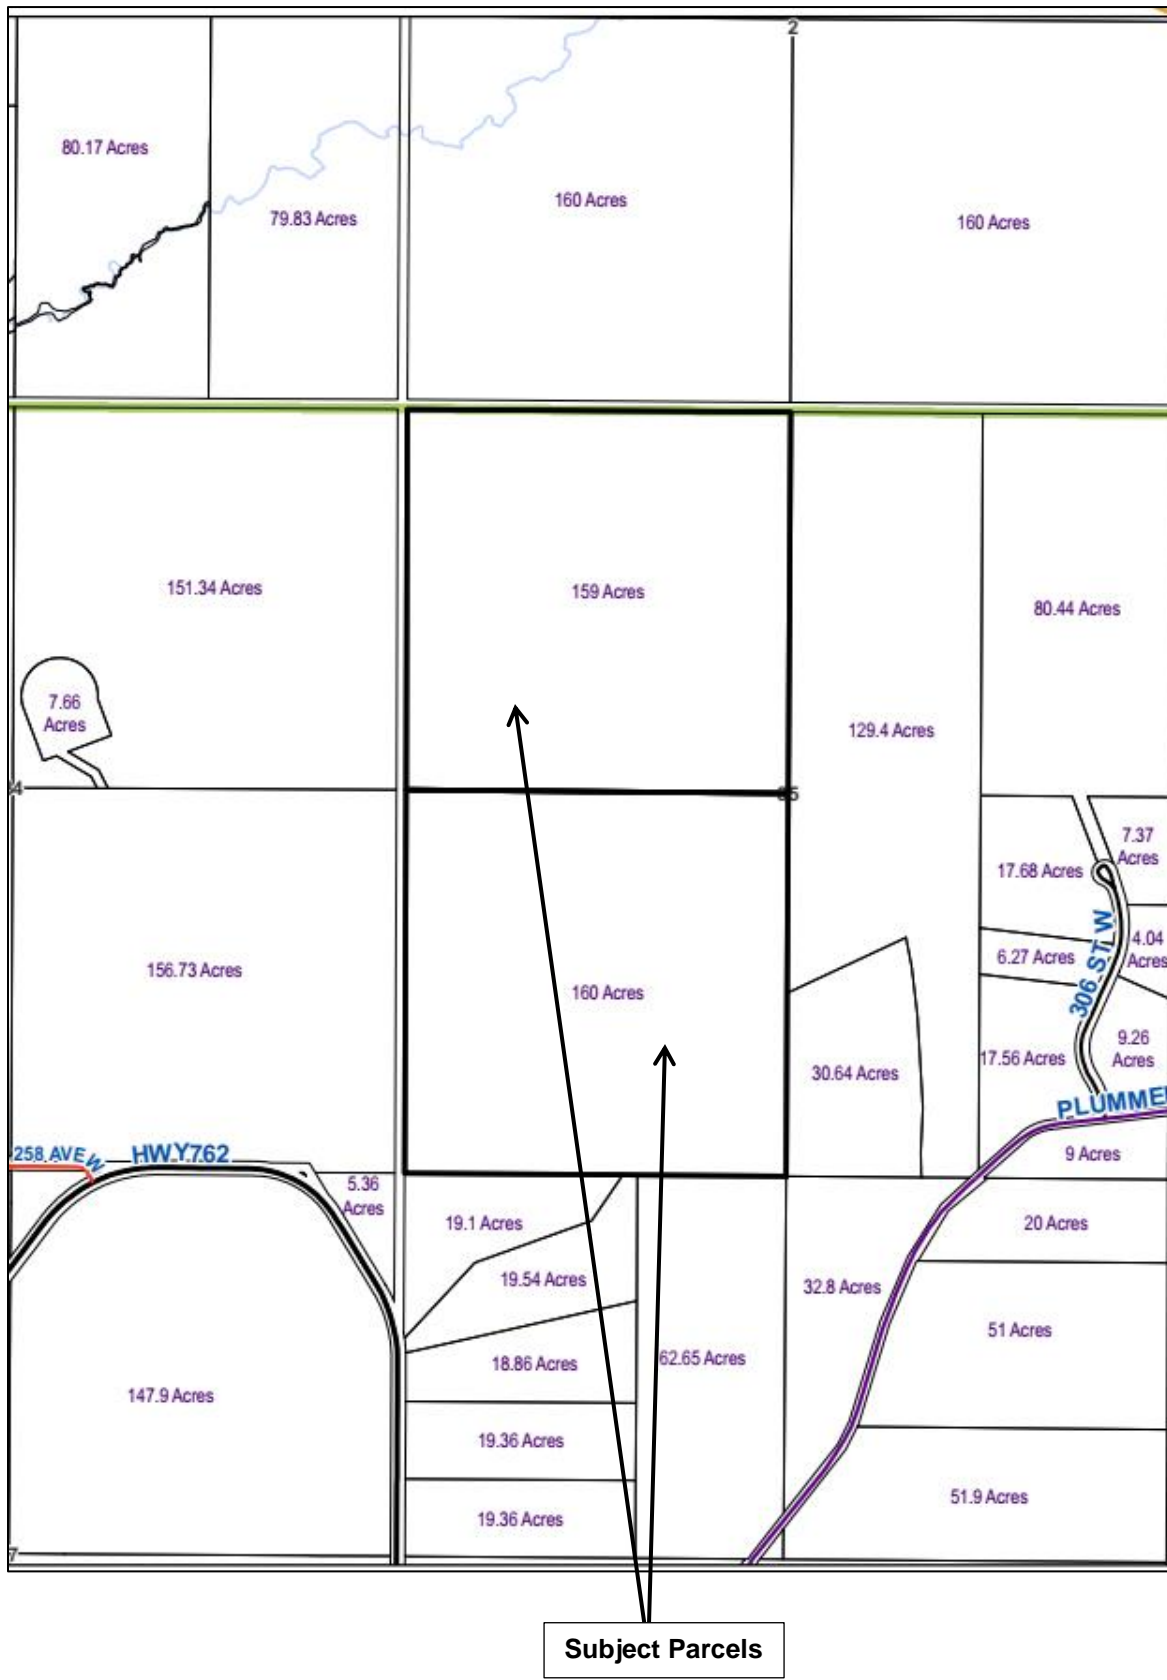 2
80.17 Acres
79.83 Acres
160 Acres
160 Acres
151.34 Acres
159 Acres
80.44 Acres
7.66
Acres
129.4 Acres
4
7.37
Acres
17.68 Acres
4.04
Acres
6.27 Acres
306 ST W
156.73 Acres
160 Acres
30.64 Acres
17.56 Acres
9.26
Acres
PLUMME
258 AVE W
HWY762
9 Acres
5.36
Acres
19.1 Acres
20 Acres
19.54 Acres
32.8 Acres
51 Acres
18.86 Acres
62.65 Acres
147.9 Acres
19.36 Acres
51.9 Acres
19.36 Acres
7
Subject Parcels